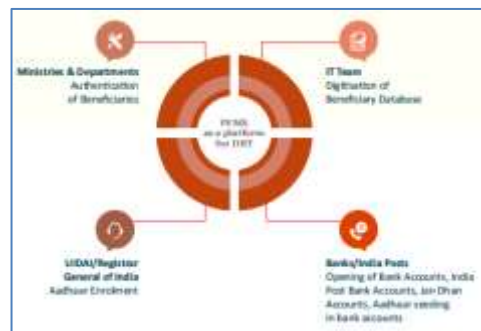 Ministries & Departments
Authentication
of Beneficiaries
IT Team
Digitisation of
Beneficiary Database
PFMS
as a platform
for DBT
UIDAI/Registrar
General of India
Aadhaar Enrolment
Banks/India Posts
Opening of Bank Accounts, India
Post Bank Accounts, Jan Dhan
Accounts, Aadhaar seeding
in bank accounts